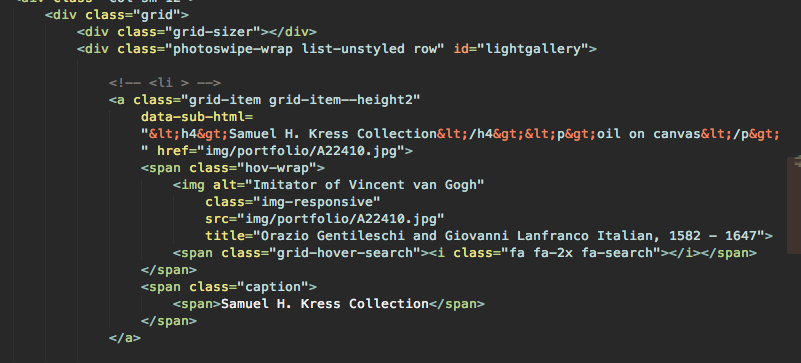 <div class="col-sm-12">
<div class="grid">
<div class="grid-sizer"></div>
<div class="photoswipe-wrap list-unstyled row" id="lightgallery">
<!-- <li > -->
<a class="grid-item grid-item--height2"
data-sub-html=
"&lt;h4&gt;Samuel H. Kress Collection&lt;/h4&gt;&lt;p&gt;oil on canvas&lt;/p&gt;
" href="img/portfolio/A22410.jpg">
<span class="hov-wrap">
<img alt="Imitator of Vincent van Gogh"
class="img-responsive"
src="img/portfolio/A22410.jpg"
title="Orazio Gentileschi and Giovanni Lanfranco Italian, 1582 - 1647">
<span class="grid-hover-search"><i class="fa fa-2x fa-search"></i></span>
</span>
<span class="caption">
<span>Samuel H. Kress Collection</span>
</span>
</a>